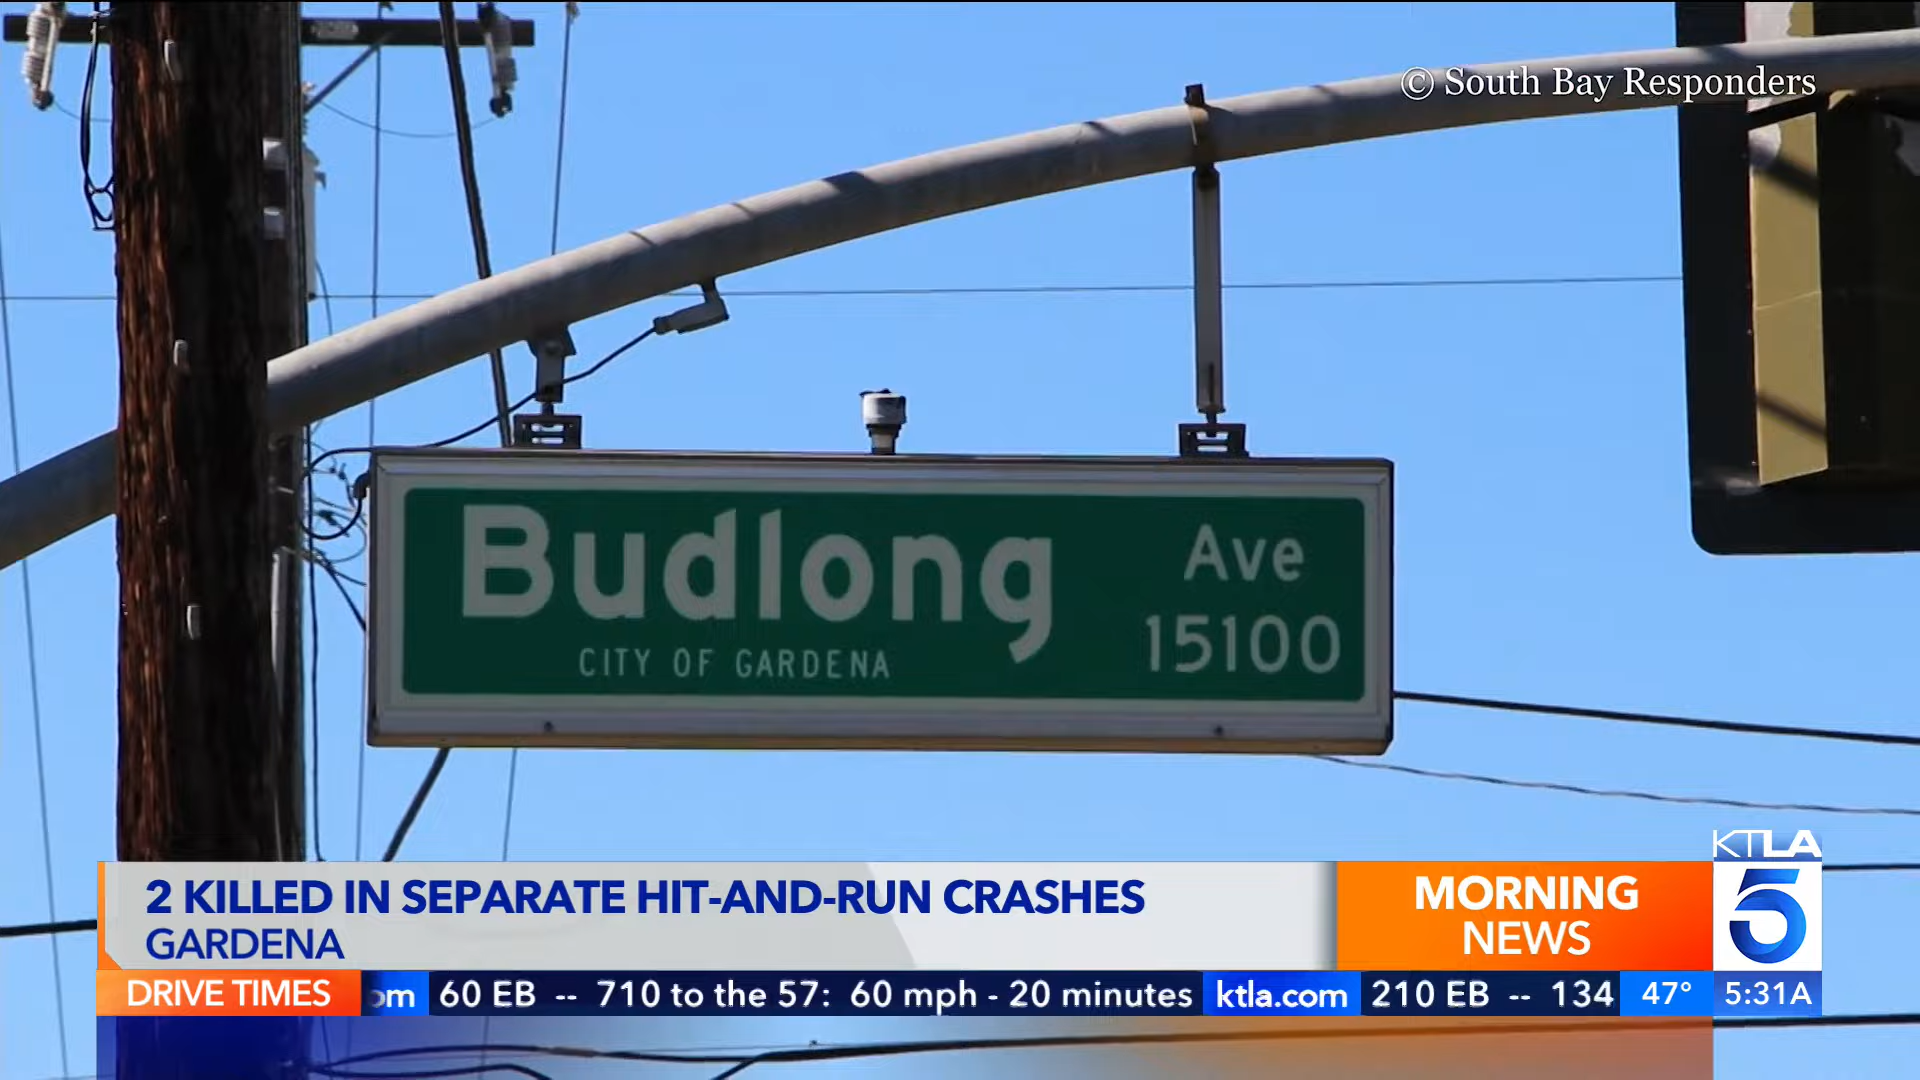 © South Bay Responders
Budlong Ave
CITY OF GARDENA 15100
KTLA
5
2 KILLED IN SEPARATE HIT-AND-RUN CRASHES
GARDENA
MORNING
NEWS
DRIVE TIMES om 60 EB -- 710 to the 57: 60 mph - 20 minutes ktla.com 210 EB -- 134 47° 5:31A